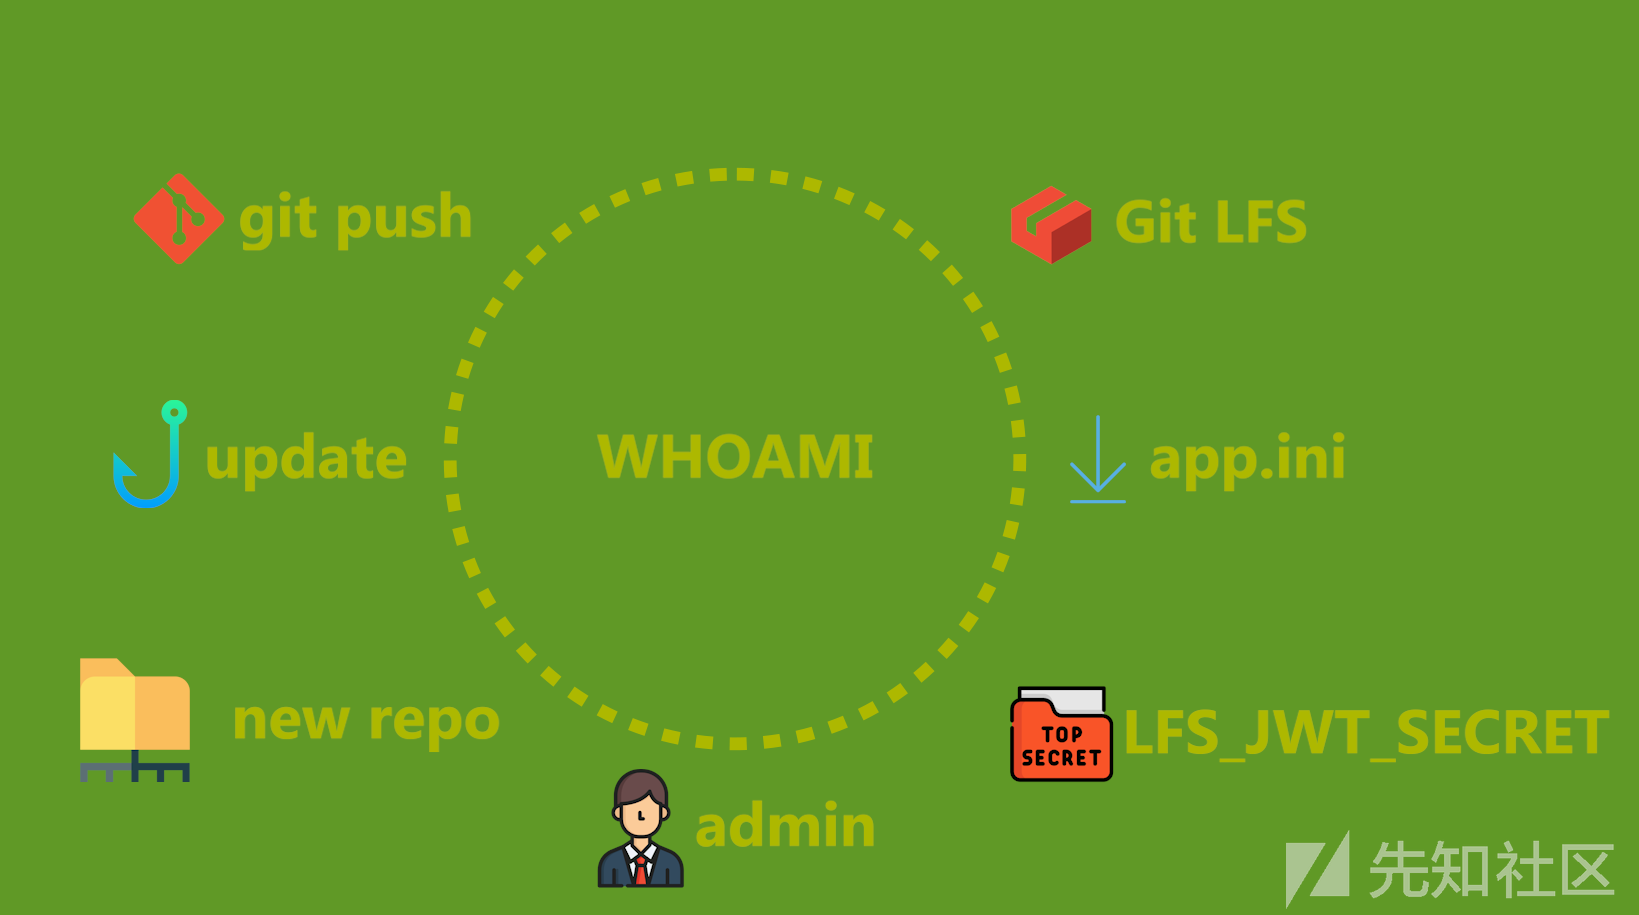 git push
Git LFS
update
WHOAMI
app.ini
new repo
TOP
SECRET
LFS_JWT_SECRET
admin
先知社区